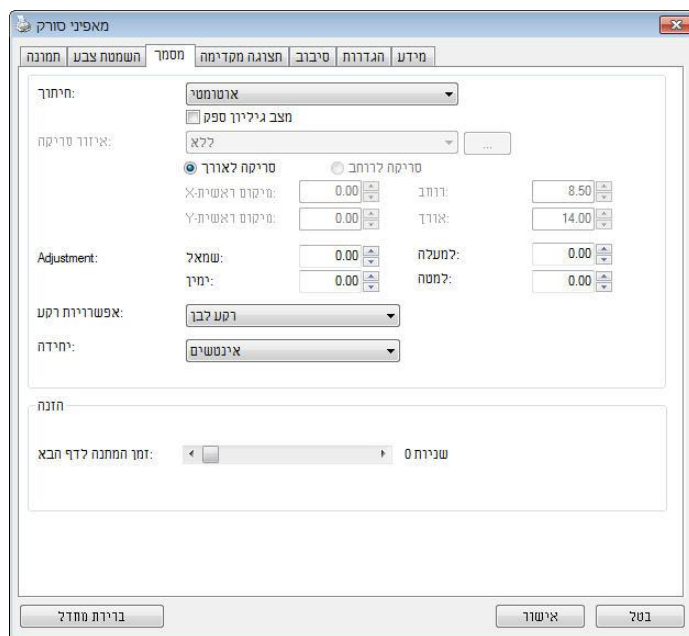 מאפיני סורק
תמונה השמטת צבע מסמך תצוגה מקדימה סיבוב הגדרות מידע
חיתוך: אוטומטי
מצב גיליון ספק
איזור סריקה: ללא ...
סריקה לאורך סריקה לרוחב
מיקום ראשית-X: 0.00 רוחב: 8.50
מיקום ראשית-Y: 0.00 אורך: 14.00
Adjustment: שמאל: 0.00 למעלה: 0.00
ימין: 0.00 למטה: 0.00
אפשרויות רקע: רקע לבן
יחידה: אינטשים
הזנה
זמן המתנה לדף הבא: 0 שניות
ברירת מחדל אישור בטל